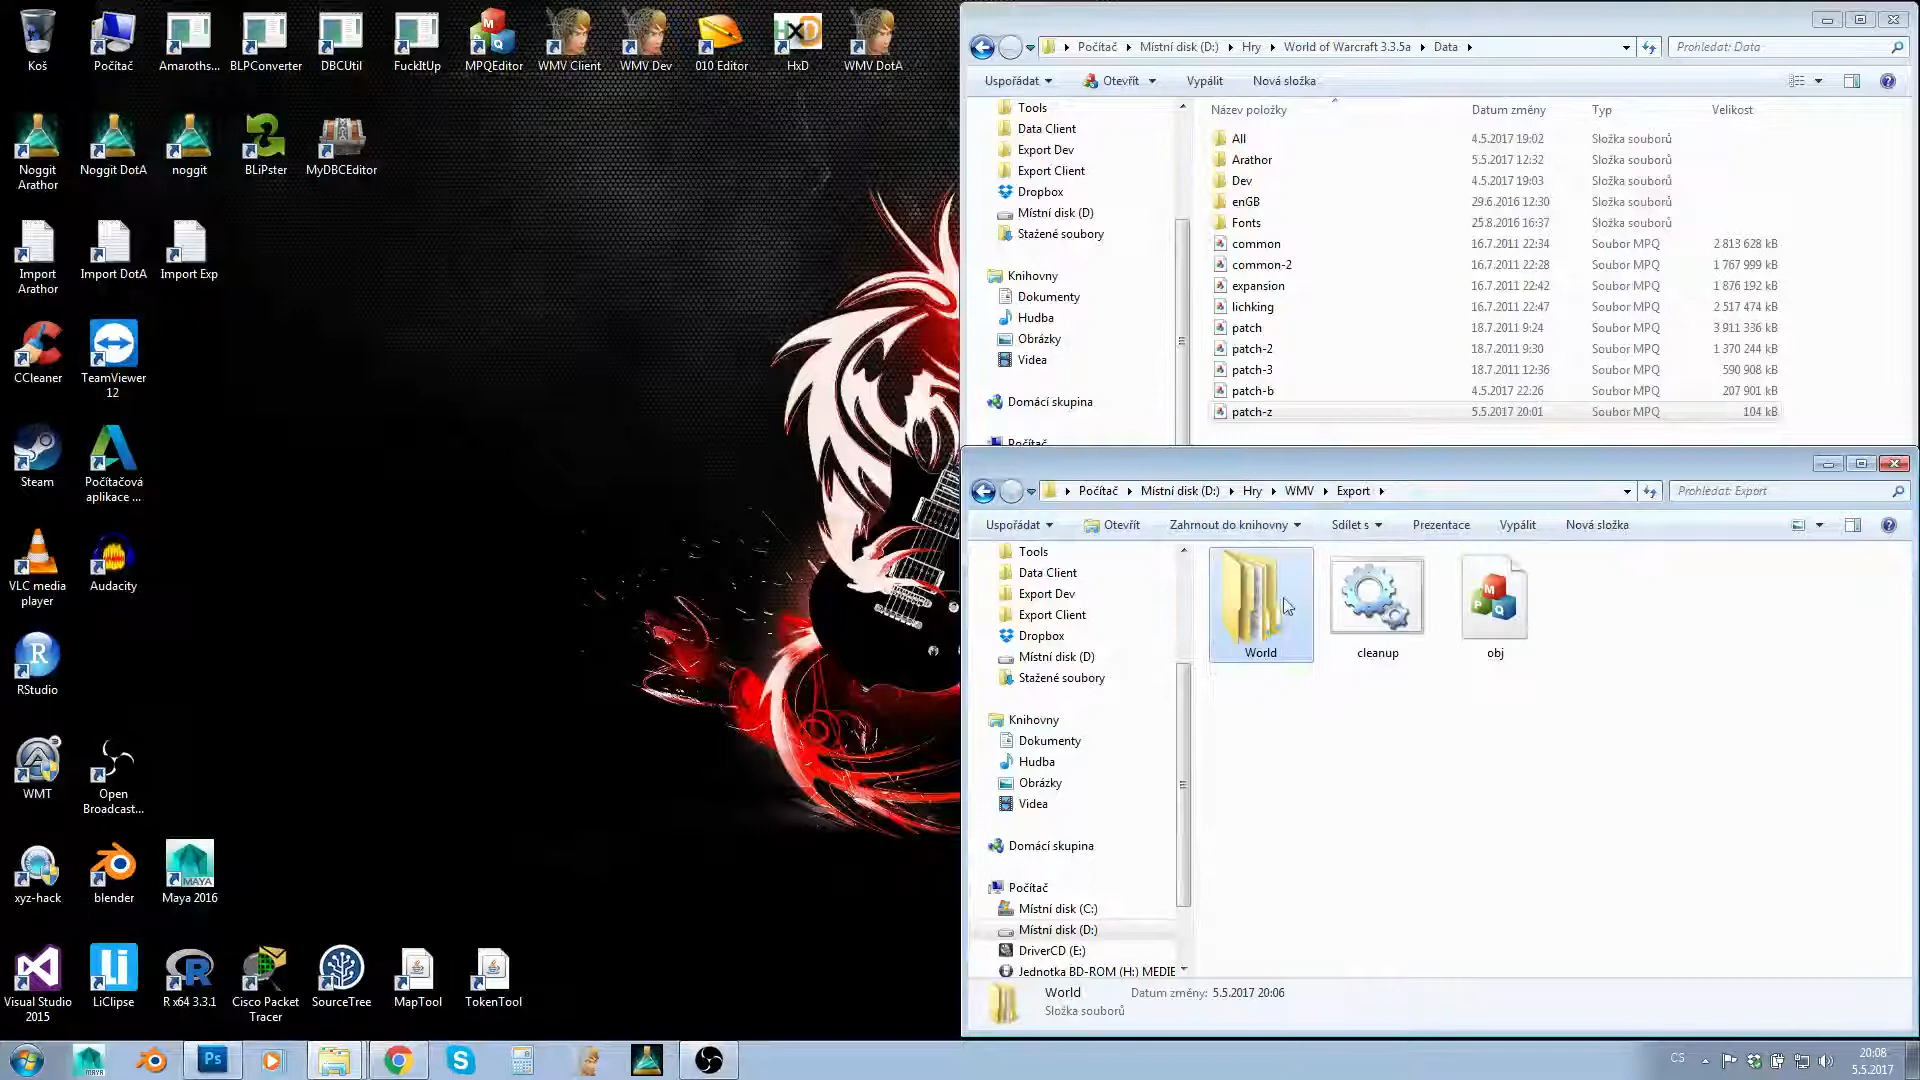 Koš
Počítač
Amaroths...
BLPConverter
DBCUtil
FuckItUp
MPQEditor
WMV Client
WMV Dev
010 Editor
HxD
WMV DotA
Noggit Arathor
Noggit DotA
noggit
BLiPster
MyDBCEditor
Import Arathor
Import DotA
Import Exp
CCleaner
TeamViewer 12
Steam
Počítačová aplikace ...
VLC media player
Audacity
RStudio
WMT
Open Broadcast...
xyz-hack
blender
Maya 2016
Visual Studio 2015
LiClipse
R x64 3.3.1
Cisco Packet Tracer
SourceTree
MapTool
TokenTool
Počítač
Místní disk (D:)
Hry
World of Warcraft 3.3.5a
Data
Prohledat: Data
Uspořádat
Otevřít
Vypálit
Nová složka
Tools
Data Client
Export Dev
Export Client
Dropbox
Místní disk (D)
Stažené soubory
Knihovny
Dokumenty
Hudba
Obrázky
Videa
Domácí skupina
Počítač
Název položky Datum změny Typ Velikost
All 4.5.2017 19:02 Složka souborů
Arathor 5.5.2017 12:32 Složka souborů
Dev 4.5.2017 19:03 Složka souborů
enGB 29.6.2016 12:30 Složka souborů
Fonts 25.8.2016 16:37 Složka souborů
common 16.7.2011 22:34 Soubor MPQ 2 813 628 kB
common-2 16.7.2011 22:28 Soubor MPQ 1 767 999 kB
expansion 16.7.2011 22:42 Soubor MPQ 1 876 192 kB
lichking 16.7.2011 22:47 Soubor MPQ 2 517 474 kB
patch 18.7.2011 9:24 Soubor MPQ 3 911 336 kB
patch-2 18.7.2011 9:30 Soubor MPQ 1 370 244 kB
patch-3 18.7.2011 12:36 Soubor MPQ 590 908 kB
patch-b 4.5.2017 22:26 Soubor MPQ 207 901 kB
patch-z 5.5.2017 20:01 Soubor MPQ 104 kB
Počítač
Místní disk (D:)
Hry
WMV
Export
Prohledat: Export
Uspořádat
Otevřít
Zahrnout do knihovny
Sdílet s
Prezentace
Vypálit
Nová složka
Tools
Data Client
Export Dev
Export Client
Dropbox
Místní disk (D)
Stažené soubory
Knihovny
Dokumenty
Hudba
Obrázky
Videa
Domácí skupina
Počítač
Místní disk (C:)
Místní disk (D:)
DriverCD (E:)
Jednotka BD-ROM (H:) MEDIE
World
cleanup
obj
World Datum změny: 5.5.2017 20:06
Složka souborů
Ps
CS
20:08
5.5.2017